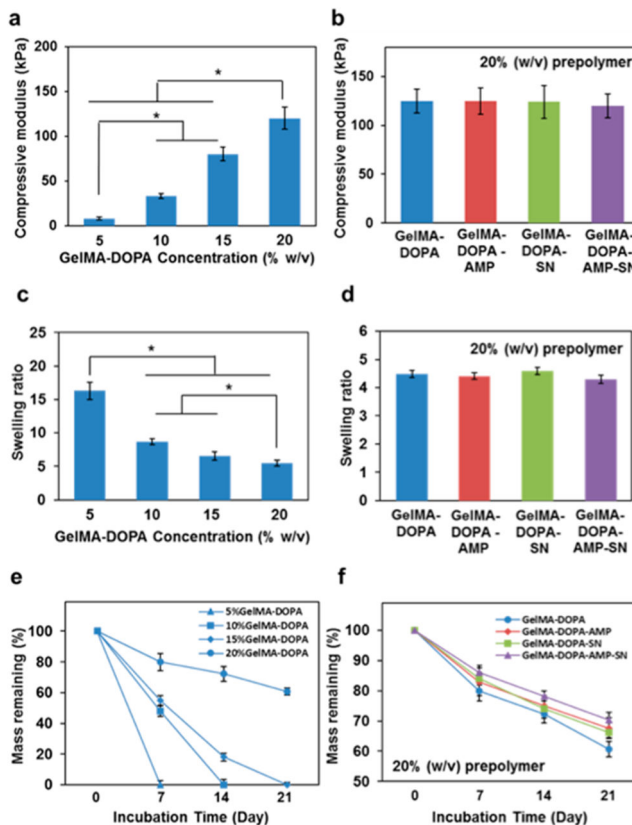 a
Compressive modulus (kPa)
200
150
100
50
0
*
*
5 10 15 20
GelMA-DOPA Concentration (% w/v)
b
Compressive modulus (kPa)
150
100
50
0
20% (w/v) prepolymer
GelMA- GelMA- GelMA- GelMA-
DOPA DOPA - DOPA- DOPA-
AMP SN AMP-SN
c
Swelling ratio
25
20
15
10
5
0
*
*
5 10 15 20
GelMA-DOPA Concentration (% w/v)
d
Swelling ratio
6
5
4
3
2
1
0
20% (w/v) prepolymer
GelMA- GelMA- GelMA- GelMA-
DOPA DOPA - DOPA- DOPA-
AMP SN AMP-SN
e
Mass remaining (%)
100
80
60
40
20
0
5%GelMA-DOPA
10%GelMA-DOPA
15%GelMA-DOPA
20%GelMA-DOPA
0 7 14 21
Incubation Time (Day)
f
Mass remaining (%)
100
90
80
70
60
50
GelMA-DOPA
GelMA-DOPA-AMP
GelMA-DOPA-SN
GelMA-DOPA-AMP-SN
20% (w/v) prepolymer
0 7 14 21
Incubation Time (Day)